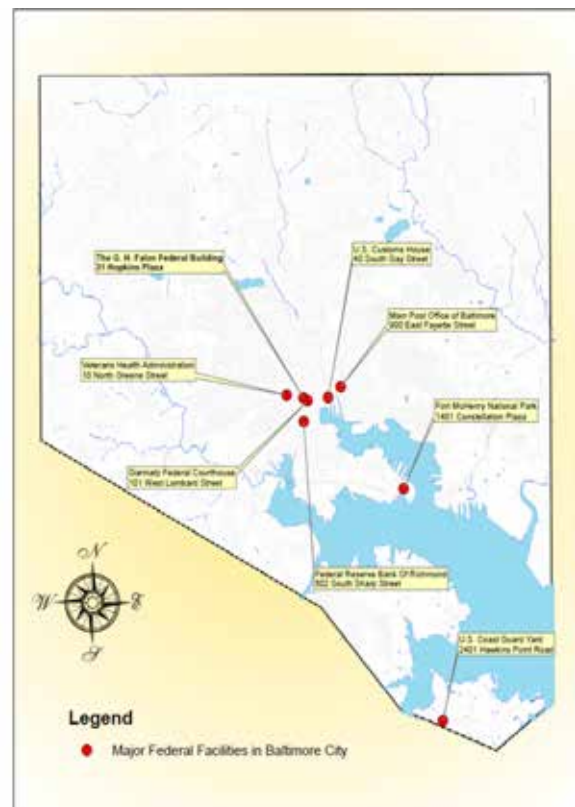 The G. H. Fallon Federal Building
31 Hopkins Plaza
U.S. Customs House
40 South Gay Street
Main Post Office of Baltimore
900 East Fayette Street
Veterans Health Administration
10 North Greene Street
Fort McHenry National Park
1401 Constellation Plaza
Garmatz Federal Courthouse
101 West Lombard Street
Federal Reserve Bank Of Richmond
502 South Sharp Street
N
W
E
S
U.S. Coast Guard Yard
2401 Hawkins Point Road
Legend
Major Federal Facilities in Baltimore City